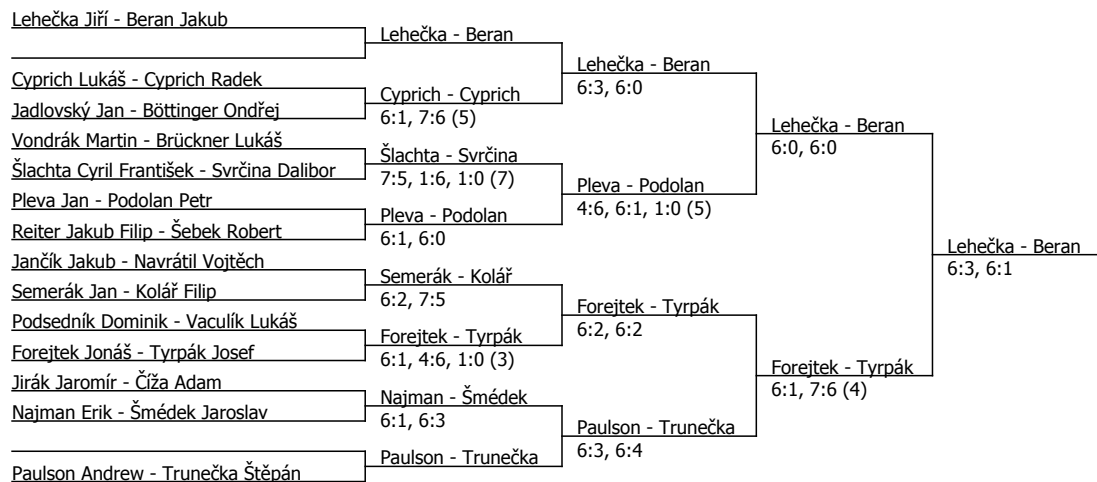 Lehečka Jiří - Beran Jakub
Cyprich Lukáš - Cyprich Radek
Jadlovský Jan - Böttinger Ondřej
Vondrák Martin - Brückner Lukáš
Šlachta Cyril František - Svrčina Dalibor
Pleva Jan - Podolan Petr
Reiter Jakub Filip - Šebek Robert
Jančík Jakub - Navrátil Vojtěch
Semerák Jan - Kolář Filip
Podsedník Dominik - Vaculík Lukáš
Forejtek Jonáš - Tyrpák Josef
Jirák Jaromír - Číža Adam
Najman Erik - Šmédek Jaroslav
Paulson Andrew - Trunečka Štěpán
Lehečka - Beran
Cyprich - Cyprich
6:1, 7:6 (5)
Šlachta - Svrčina
7:5, 1:6, 1:0 (7)
Pleva - Podolan
6:1, 6:0
Semerák - Kolář
6:2, 7:5
Forejtek - Tyrpák
6:1, 4:6, 1:0 (3)
Najman - Šmédek
6:1, 6:3
Paulson - Trunečka
Lehečka - Beran
6:3, 6:0
Pleva - Podolan
4:6, 6:1, 1:0 (5)
Forejtek - Tyrpák
6:2, 6:2
Paulson - Trunečka
6:3, 6:4
Lehečka - Beran
6:0, 6:0
Forejtek - Tyrpák
6:1, 7:6 (4)
Lehečka - Beran
6:3, 6:1